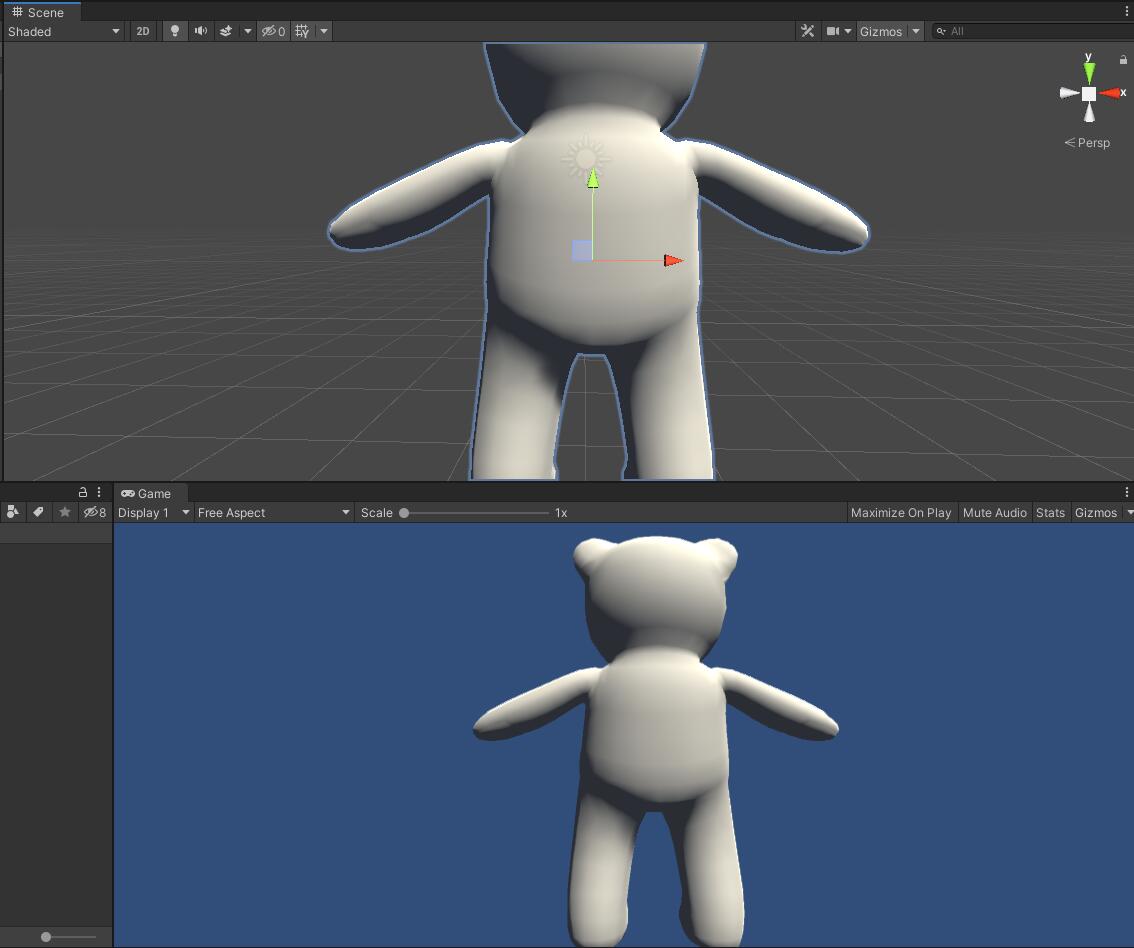 Scene
Shaded 2D 0 Gizmos All
y
x
Persp
8 Game
Display 1 Free Aspect Scale 1x Maximize On Play Mute Audio Stats Gizmos